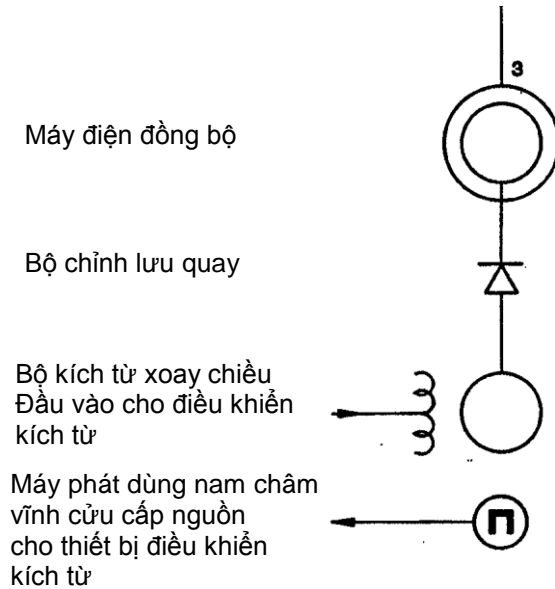 3
Máy điện đồng bộ
Bộ chỉnh lưu quay
Bộ kích từ xoay chiều
Đầu vào cho điều khiển
kích từ
Máy phát dùng nam châm
vĩnh cửu cấp nguồn
cho thiết bị điều khiển
kích từ